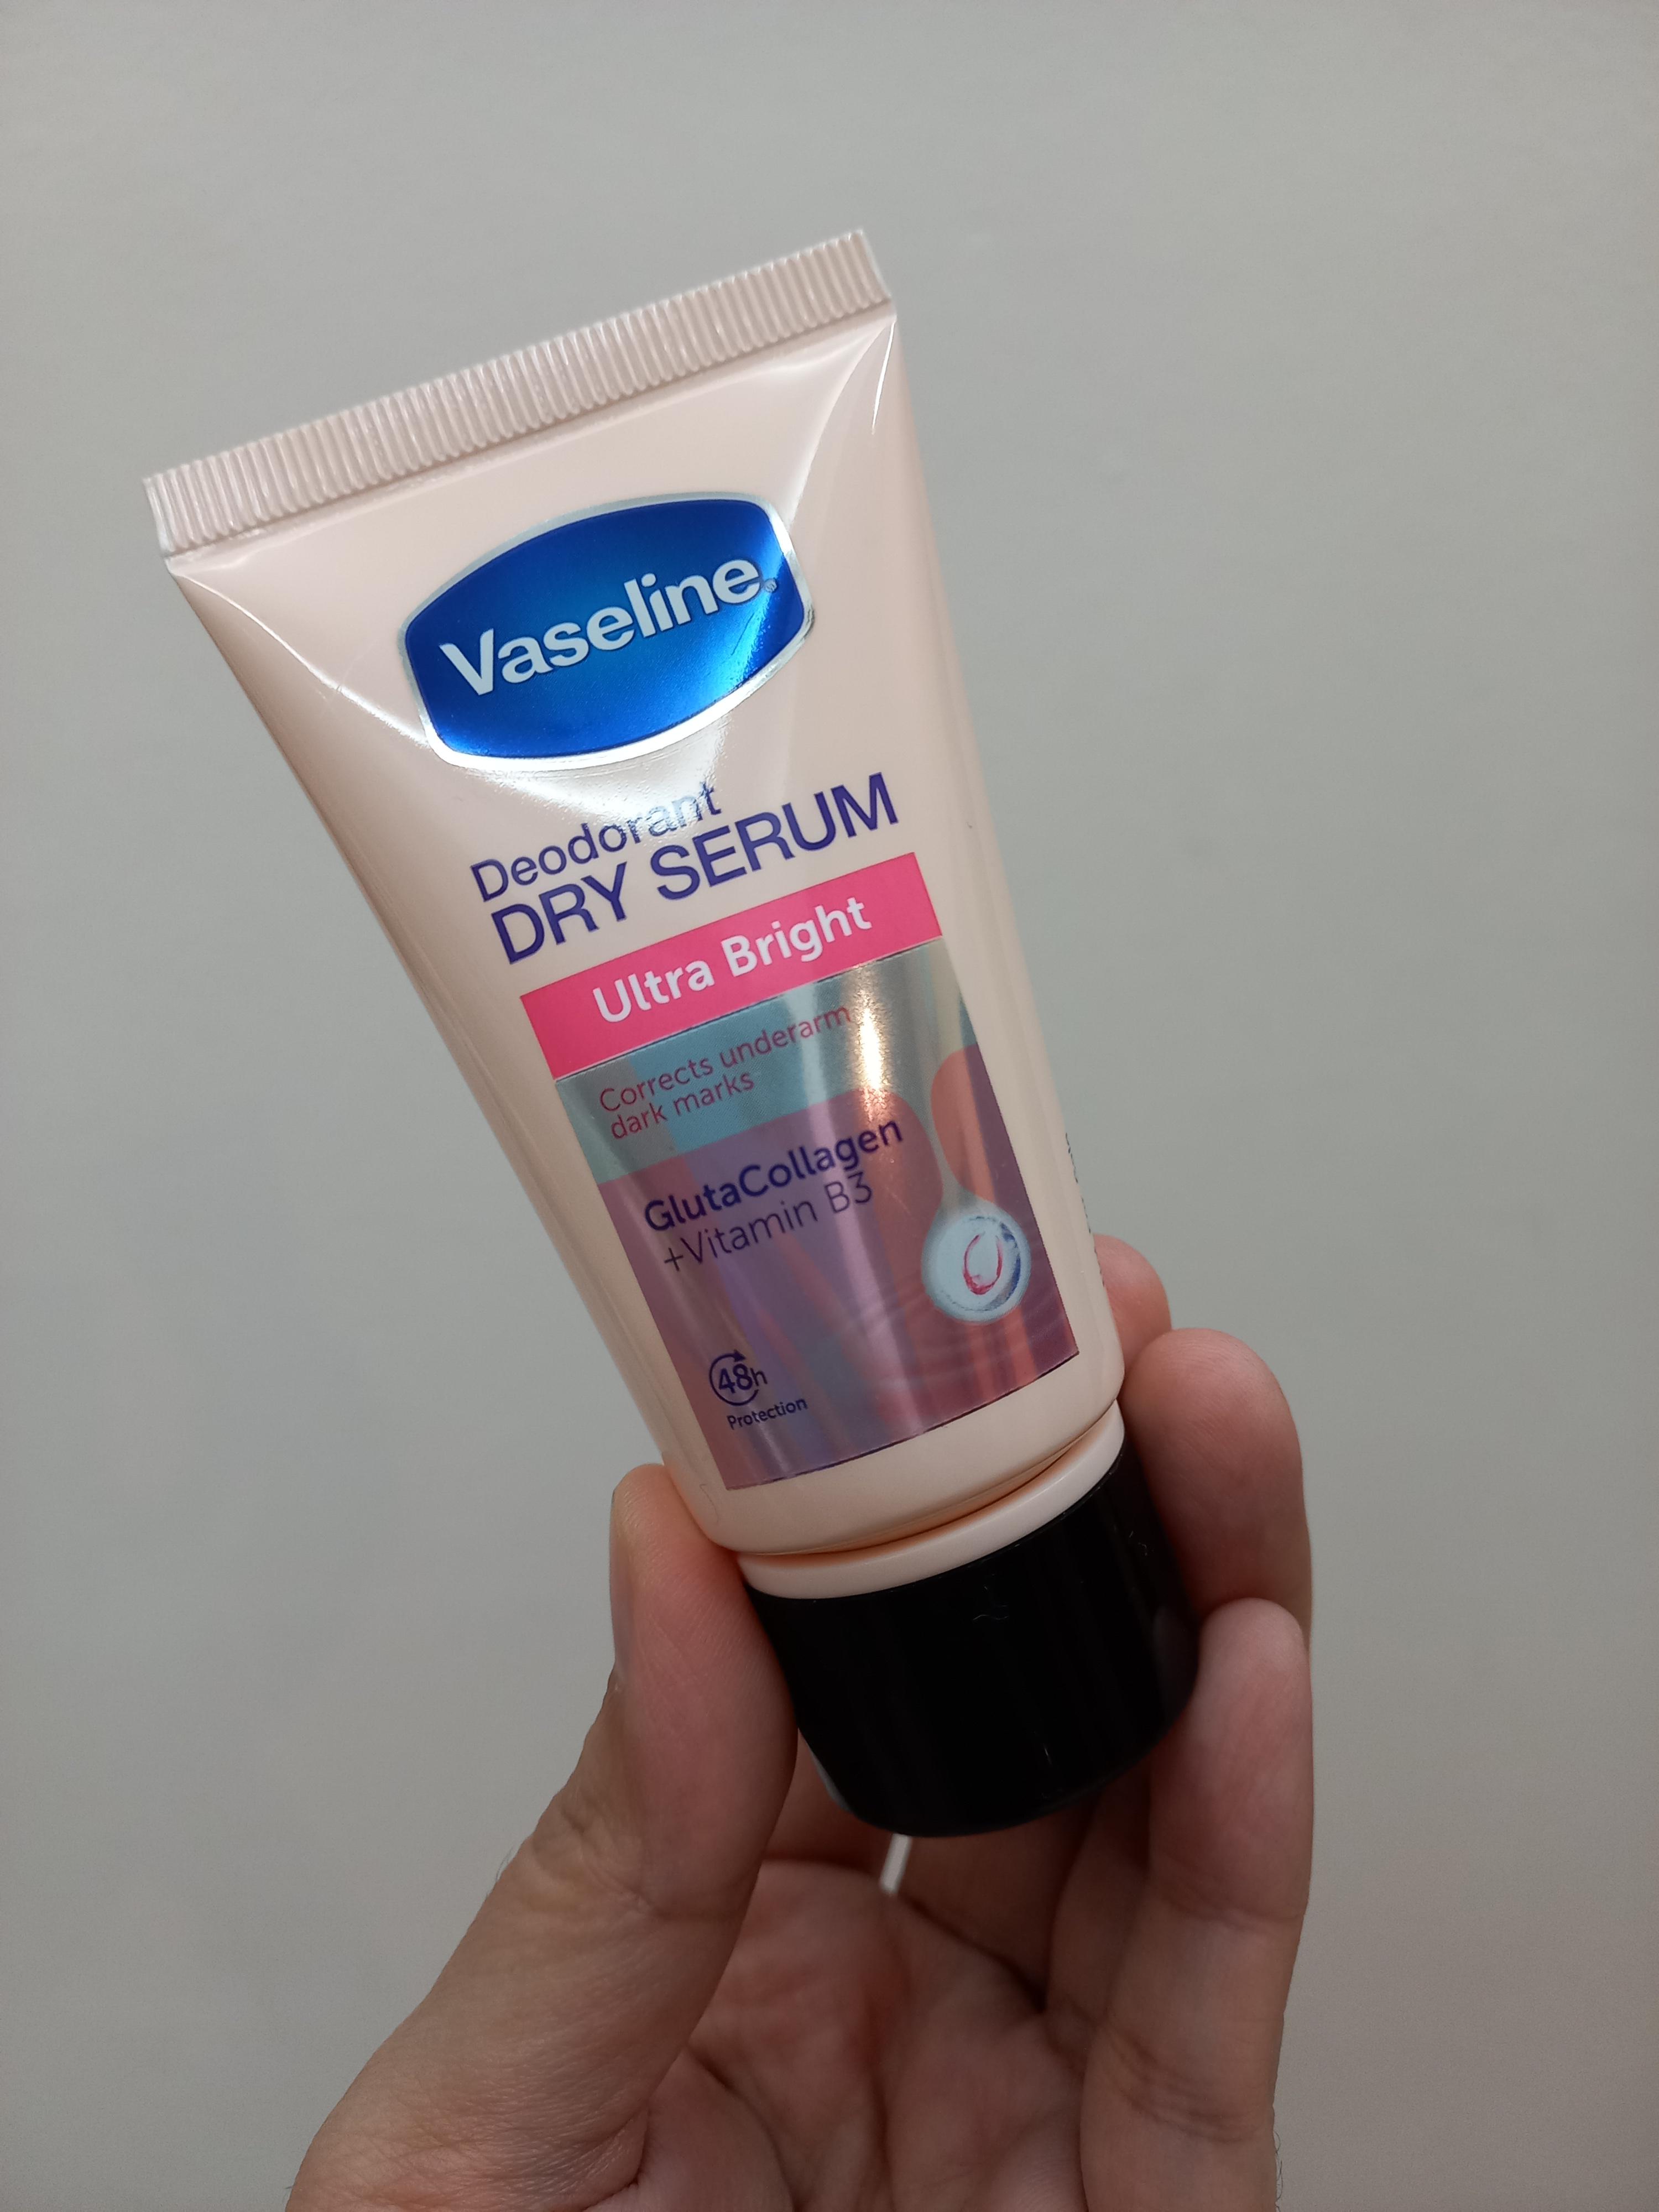 Vaseline®
Deodorant
DRY SERUM
Ultra Bright
Corrects underarm
dark marks
GlutaCollagen
+Vitamin B3
48h
Protection